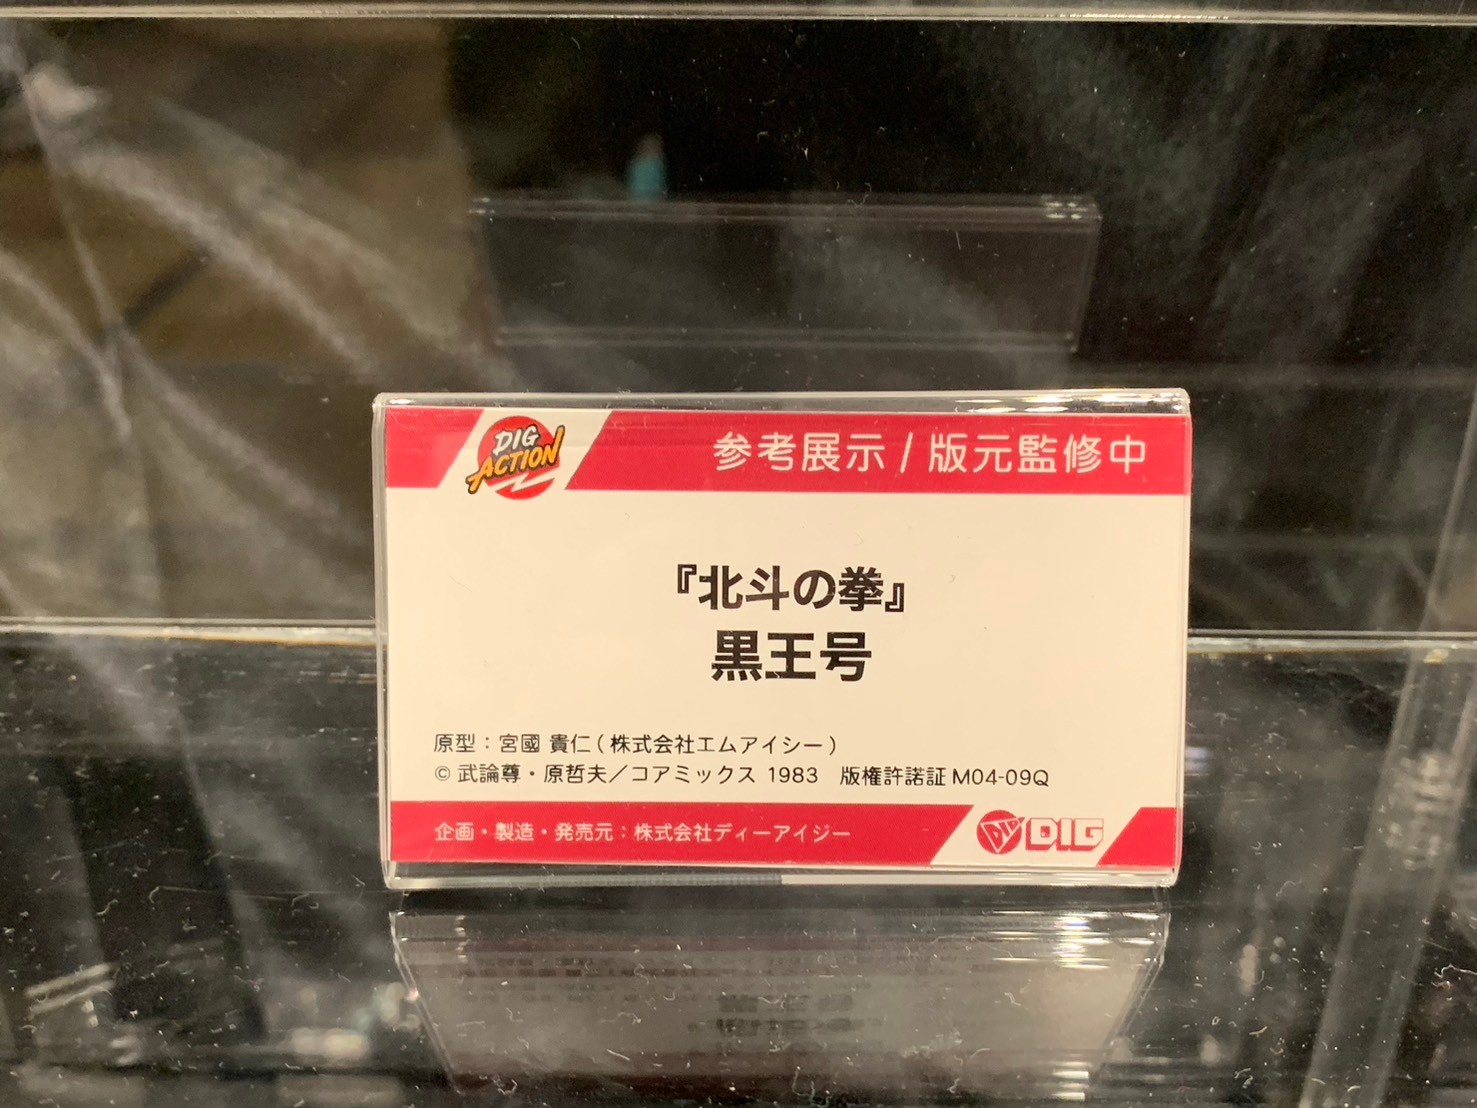 DIG
ACTION
参考展示 / 版元監修中
『北斗の拳』
黒王号
原型：宮國 貴仁（株式会社エムアイシー）
© 武論尊・原哲夫／コアミックス 1983　版権許諾証 M04-09Q
企画・製造・発売元：株式会社ディーアイジー
DIG